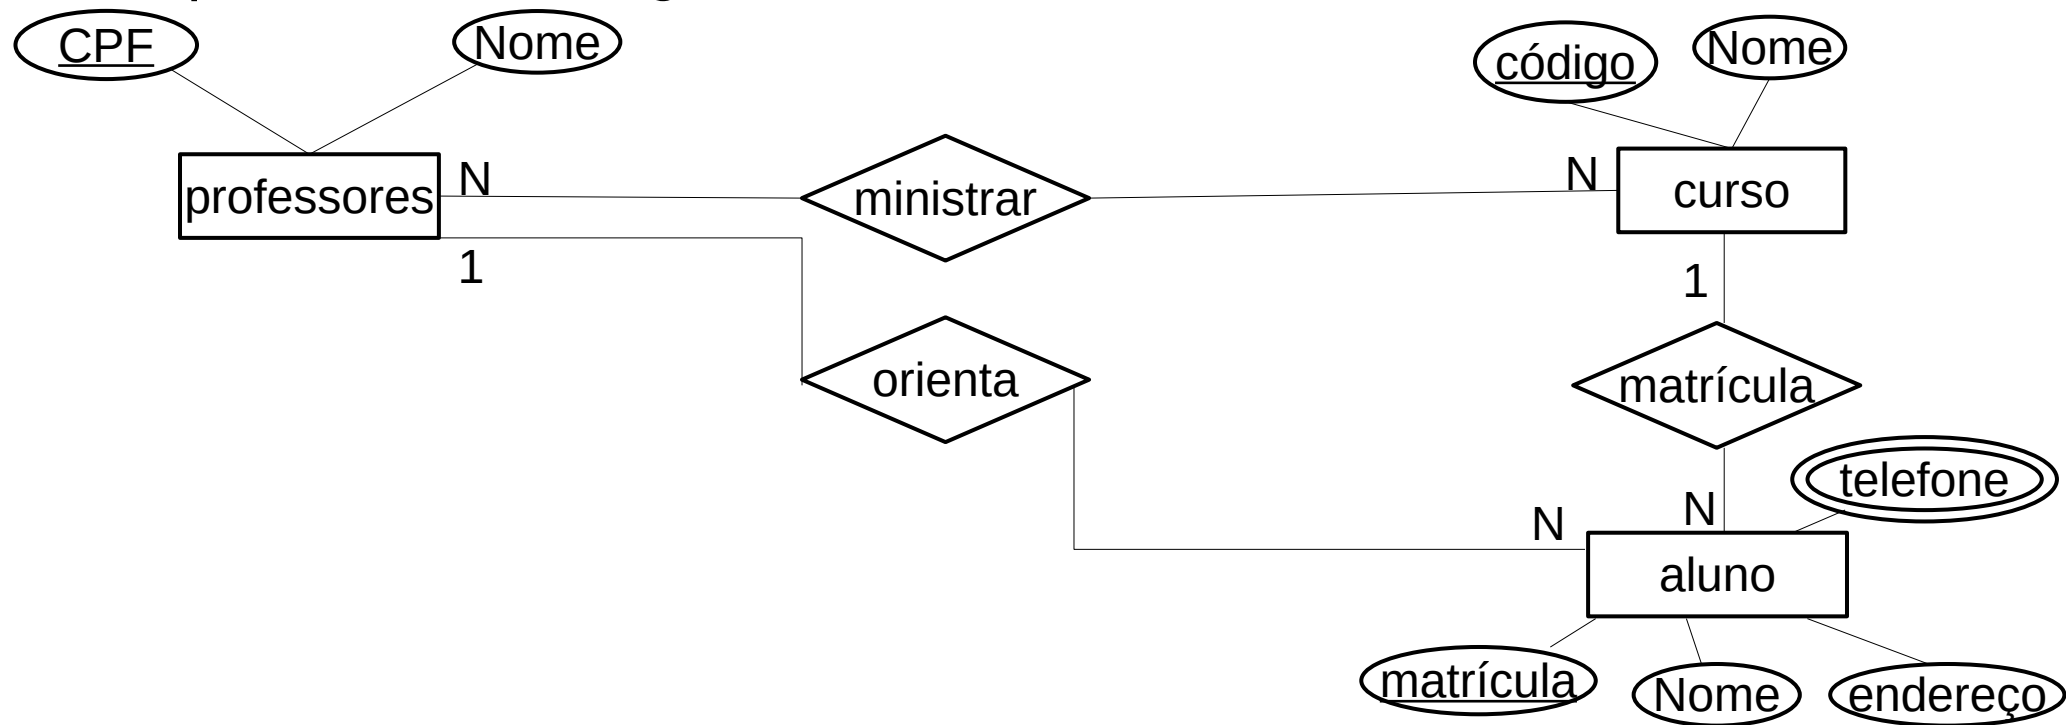 CPF
Nome
código
Nome
professores
N
ministrar
N
curso
1
1
orienta
matrícula
telefone
N
N
aluno
matrícula
Nome
endereço